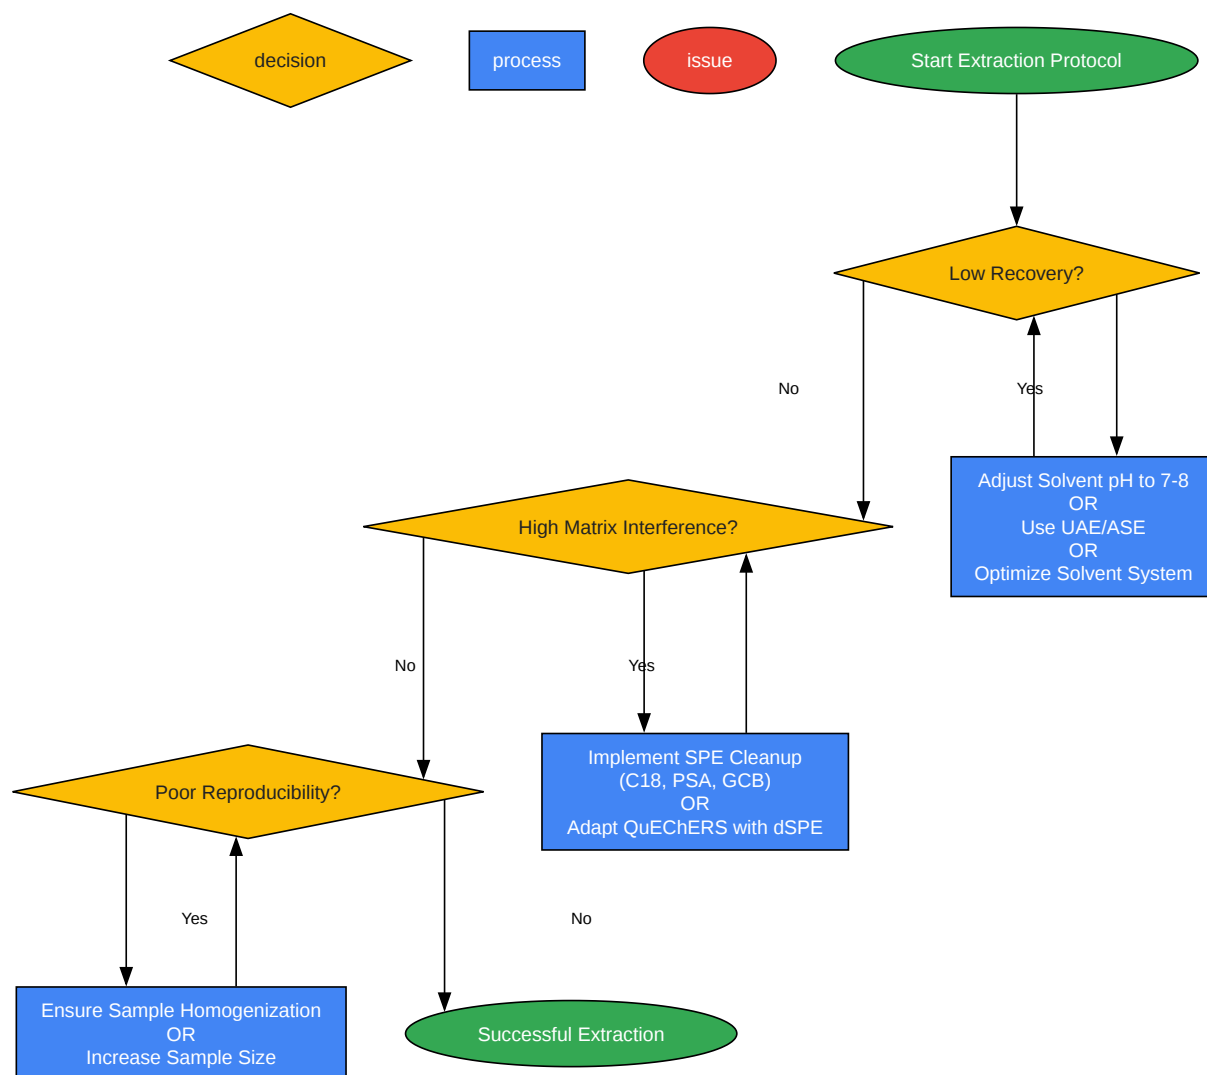 decision
process
issue
Start Extraction Protocol
Low Recovery?
No
Yes
Adjust Solvent pH to 7-8
OR
Use UAE/ASE
OR
Optimize Solvent System
High Matrix Interference?
No
Yes
Implement SPE Cleanup
(C18, PSA, GCB)
OR
Adapt QuEChERS with dSPE
Poor Reproducibility?
Yes
No
Ensure Sample Homogenization
OR
Increase Sample Size
Successful Extraction